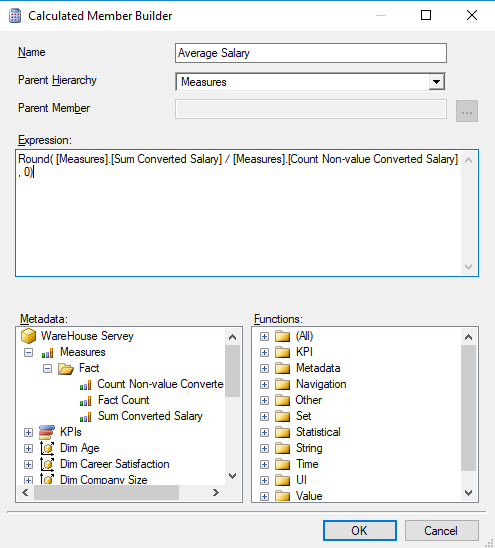 Calculated Member Builder
Name
Average Salary
Parent Hierarchy
Measures
Parent Member
...
Expression:
Round( [Measures].[Sum Converted Salary] / [Measures].[Count Non-value Converted Salary]
, 0)
Metadata:
WareHouse Servey
Measures
Fact
Count Non-value Converte
Fact Count
Sum Converted Salary
KPIs
Dim Age
Dim Career Satisfaction
Dim Company Size
Functions:
(All)
KPI
Metadata
Navigation
Other
Set
Statistical
String
Time
UI
Value
OK
Cancel